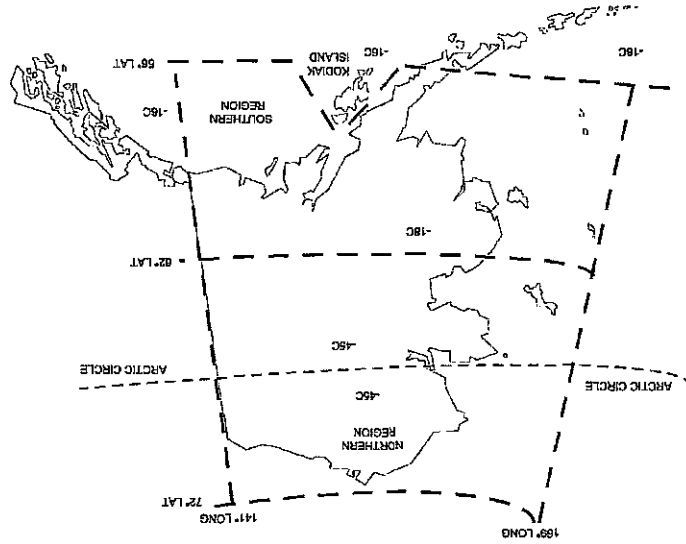 169° LONG
141° LONG
72° LAT
NORTHERN
REGION
-45C
ARCTIC CIRCLE
ARCTIC CIRCLE
-45C
62° LAT
-18C
SOUTHERN
REGION
-16C
56° LAT
-16C
-16C
KODIAK
ISLAND